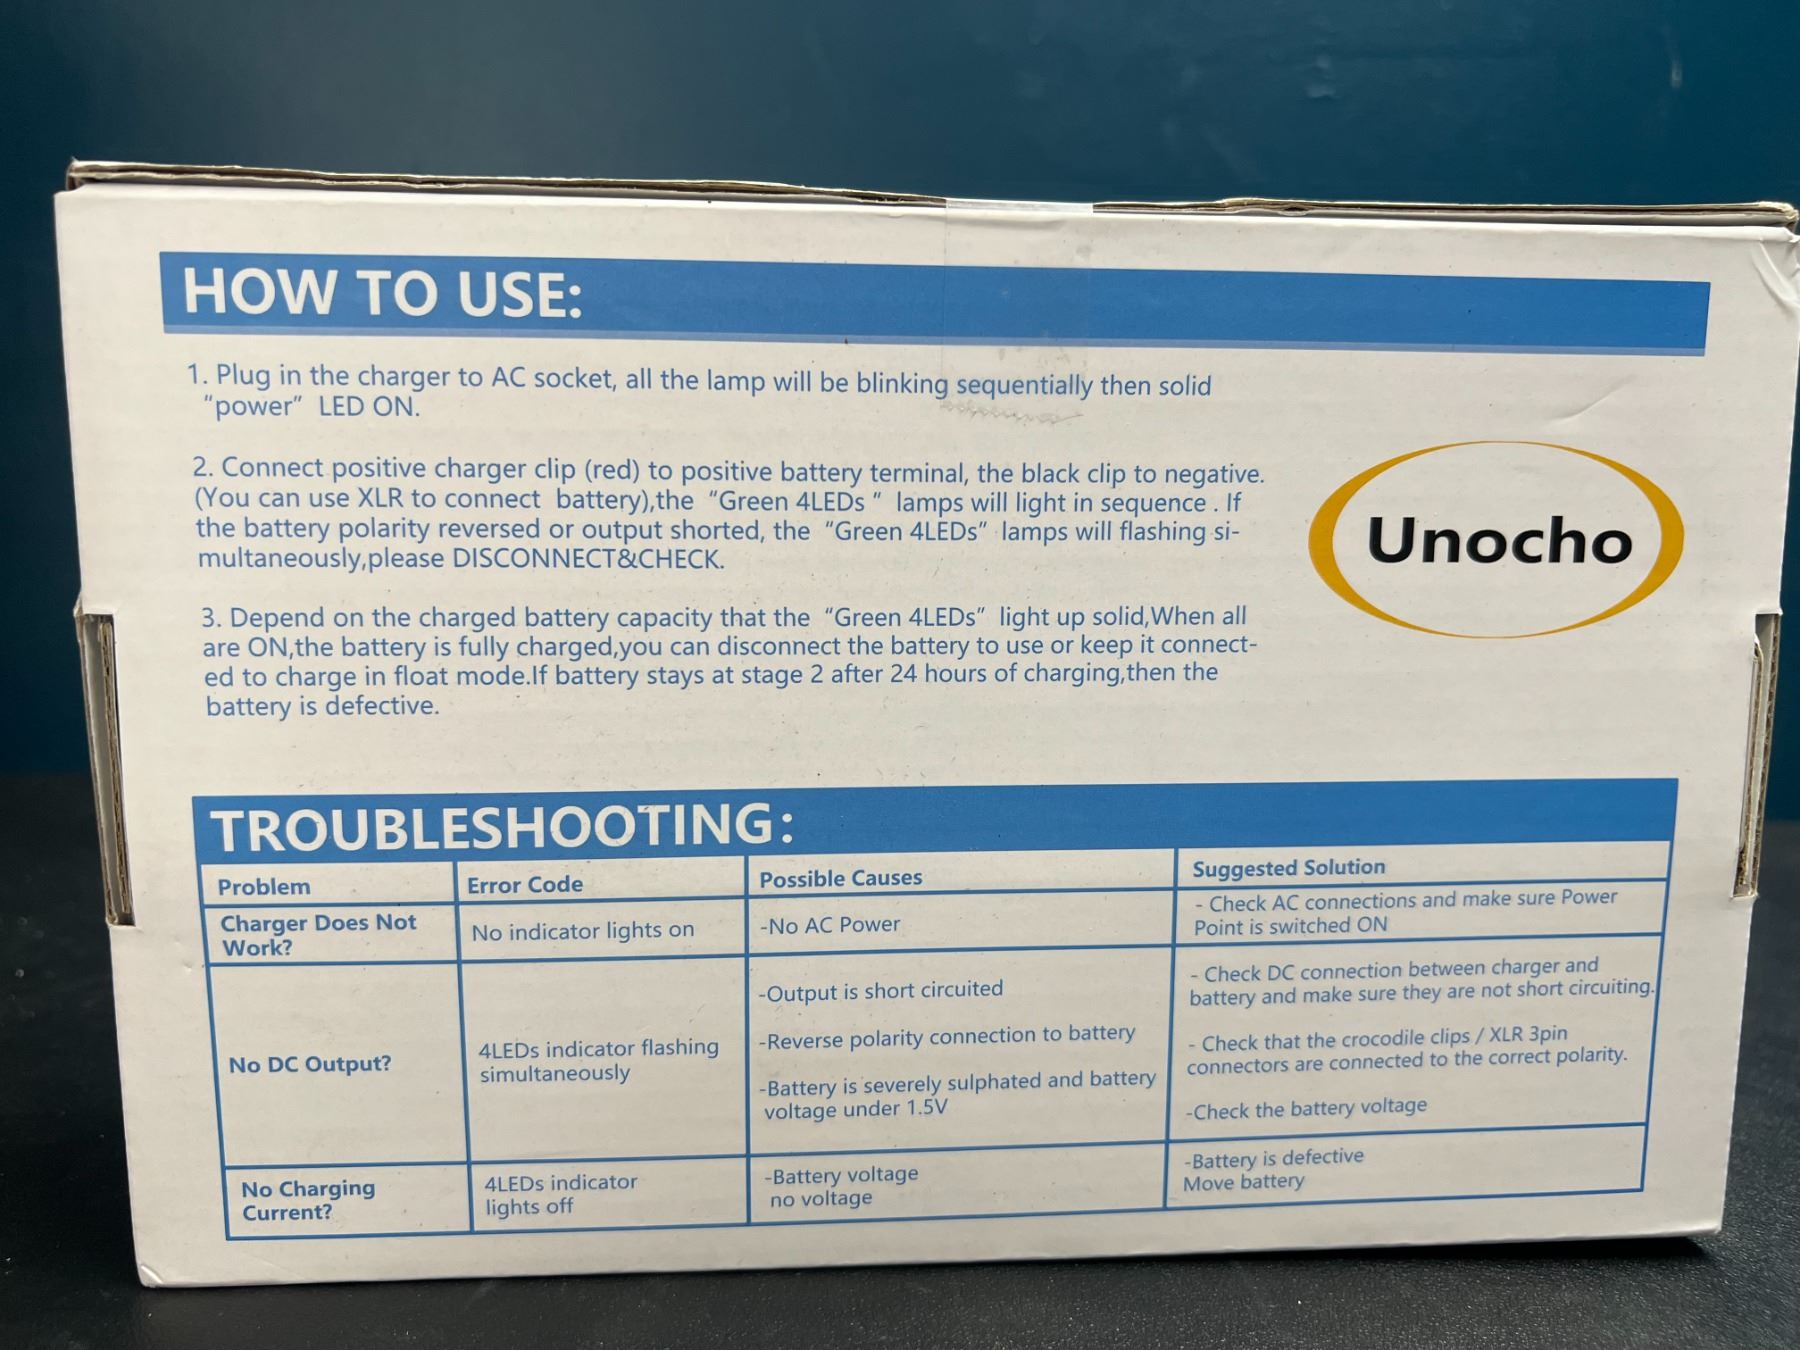 HOW TO USE:
1. Plug in the charger to AC socket, all the lamp will be blinking sequentially then solid
“power” LED ON.
2. Connect positive charger clip (red) to positive battery terminal, the black clip to negative.
(You can use XLR to connect battery),the “Green 4LEDs “ lamps will light in sequence . If
the battery polarity reversed or output shorted, the “Green 4LEDs” lamps will flashing si-
multaneously,please DISCONNECT&CHECK.
3. Depend on the charged battery capacity that the “Green 4LEDs” light up solid,When all
are ON,the battery is fully charged,you can disconnect the battery to use or keep it connect-
ed to charge in float mode.If battery stays at stage 2 after 24 hours of charging,then the
battery is defective.
Unocho
TROUBLESHOOTING:
Problem
Error Code
Possible Causes
Suggested Solution
Charger Does Not
Work?
No indicator lights on
-No AC Power
- Check AC connections and make sure Power
Point is switched ON
No DC Output?
4LEDs indicator flashing
simultaneously
-Output is short circuited
-Reverse polarity connection to battery
-Battery is severely sulphated and battery
voltage under 1.5V
- Check DC connection between charger and
battery and make sure they are not short circuiting.
- Check that the crocodile clips / XLR 3pin
connectors are connected to the correct polarity.
-Check the battery voltage
No Charging
Current?
4LEDs indicator
lights off
-Battery voltage
no voltage
-Battery is defective
Move battery